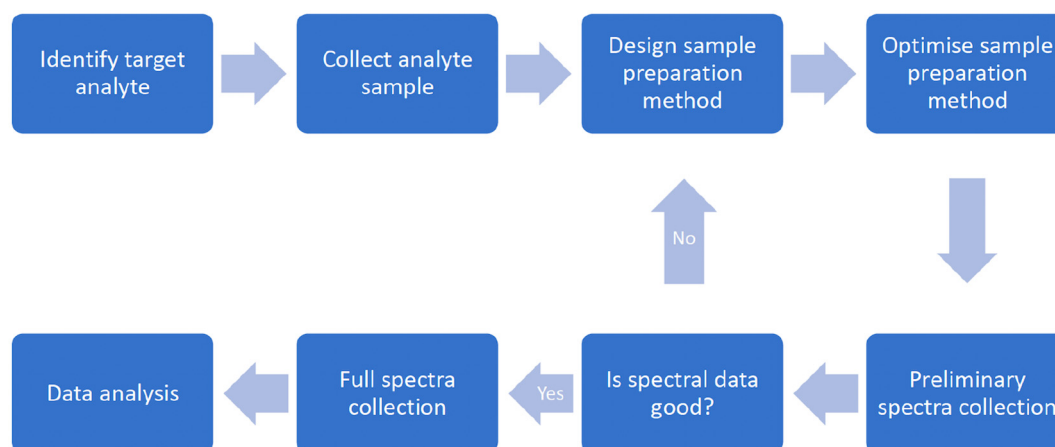 Identify target
analyte
Collect analyte
sample
Design sample
preparation
method
Optimise sample
preparation
method
No
Preliminary
spectra collection
Is spectral data
good?
Yes
Full spectra
collection
Data analysis